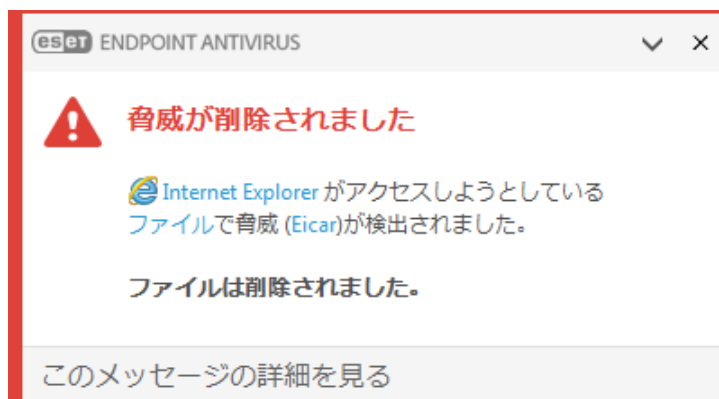 eset ENDPOINT ANTIVIRUS
脅威が削除されました
Internet Explorer がアクセスしようとしている
ファイルで脅威 (Eicar)が検出されました。
ファイルは削除されました。
このメッセージの詳細を見る